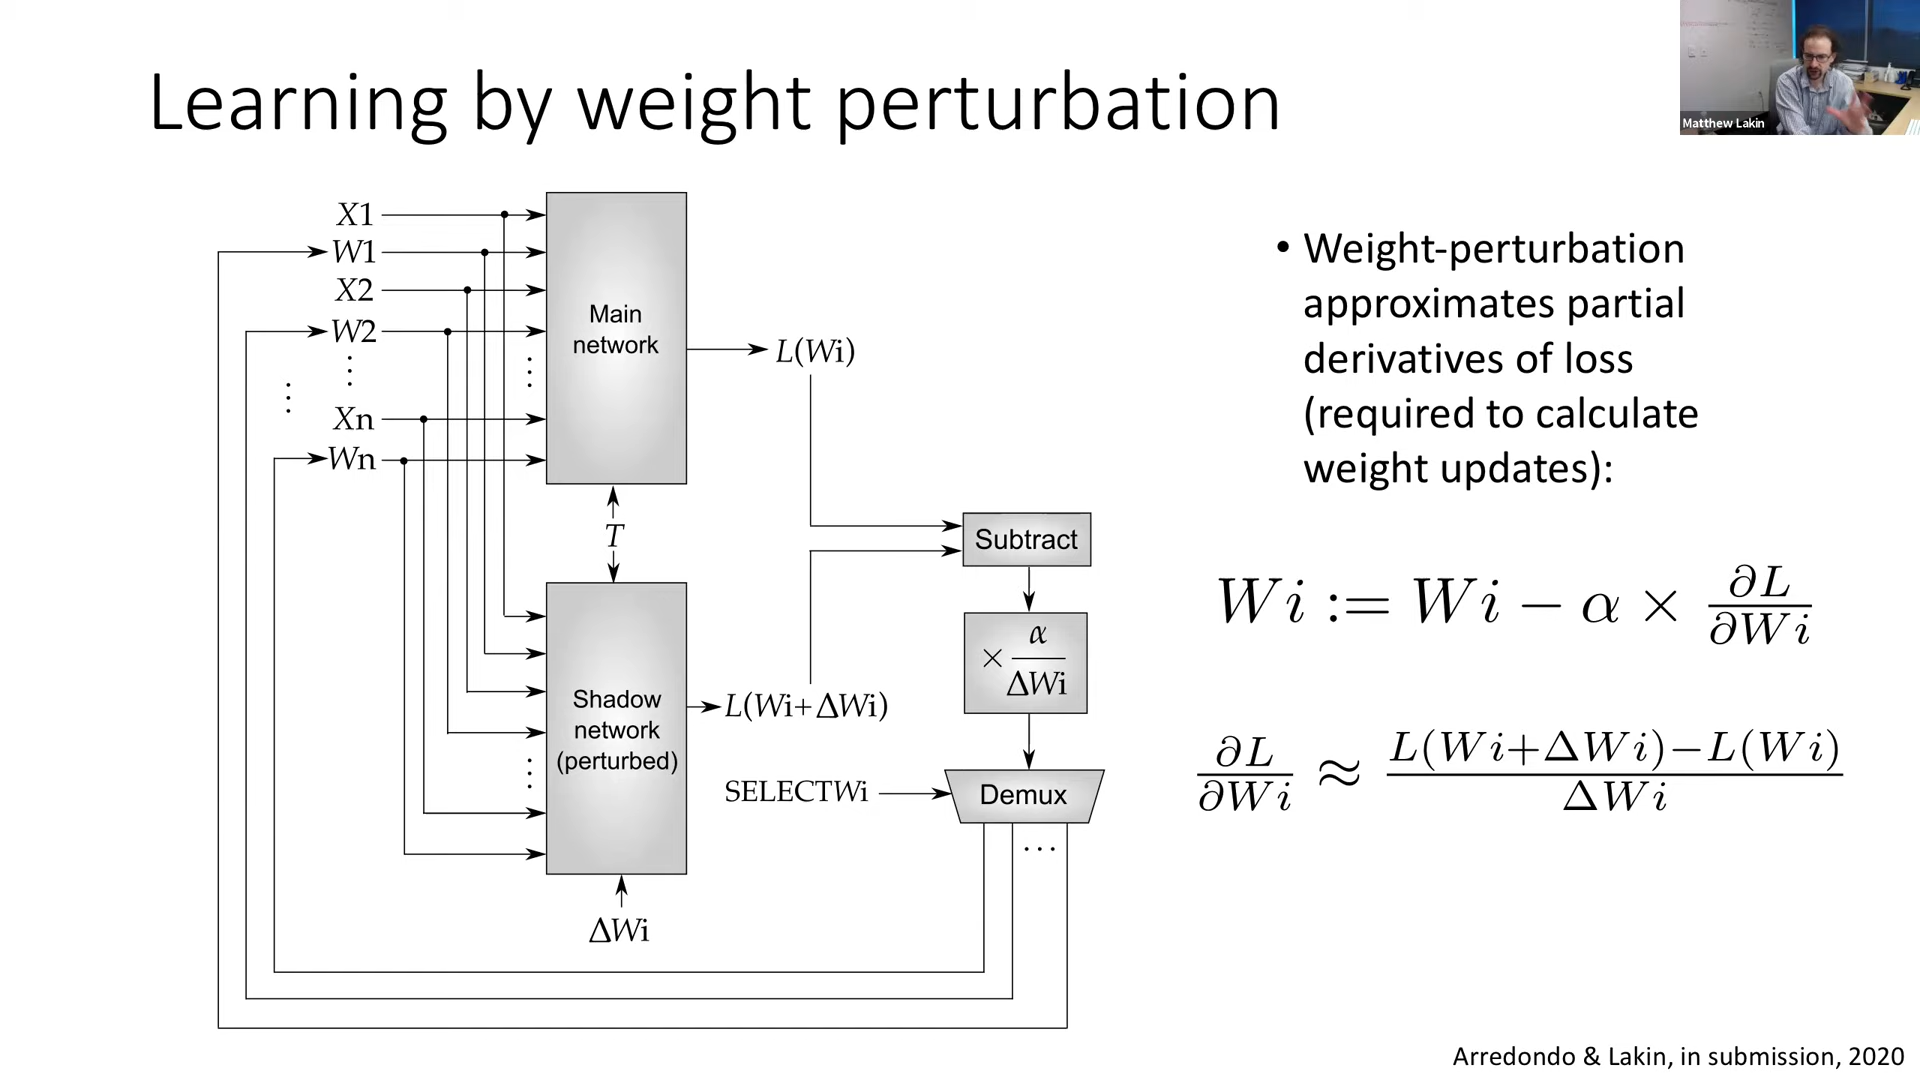 Learning by weight perturbation
Matthew Lakin
X1
W1
X2
W2
⋮
⋮
Xn
Wn
Main
network
⋮
L(Wi)
T
Subtract
× α/ΔWi
Shadow
network
(perturbed)
⋮
L(Wi+ΔWi)
SELECTWi
Demux
...
ΔWi
• Weight-perturbation
approximates partial
derivatives of loss
(required to calculate
weight updates):
Wi := Wi − α × ∂L/∂Wi
∂L/∂Wi ≈ (L(Wi+ΔWi)−L(Wi))/ΔWi
Arredondo & Lakin, in submission, 2020